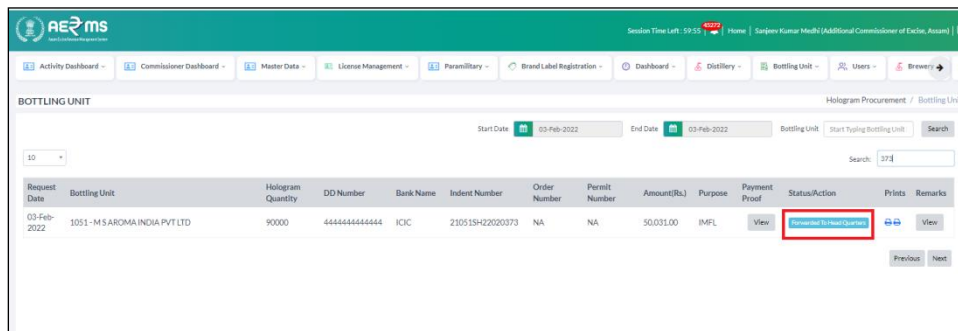 AERMS
Session Time Left : 59:55 45272 Home | Sanjeev Kumar Medhi (Additional Commissioner of Excise, Assam) |
Activity Dashboard Commissioner Dashboard Master Data License Management Paramilitary Brand Label Registration Dashboard Distillery Bottling Unit Users Brewery
BOTTLING UNIT
Hologram Procurement / Bottling Uni
Start Date 03-Feb-2022 End Date 03-Feb-2022 Bottling Unit Start Typing Bottling Unit Search
10 Search: 373
Request Date Bottling Unit Hologram Quantity DD Number Bank Name Indent Number Order Number Permit Number Amount(Rs.) Purpose Payment Proof Status/Action Prints Remarks
03-Feb-2022 1051 - M S AROMA INDIA PVT LTD 90000 4444444444444 ICIC 21051SH22020373 NA NA 50,031.00 IMFL View Forwarded To Head Quarters View
Previous Next